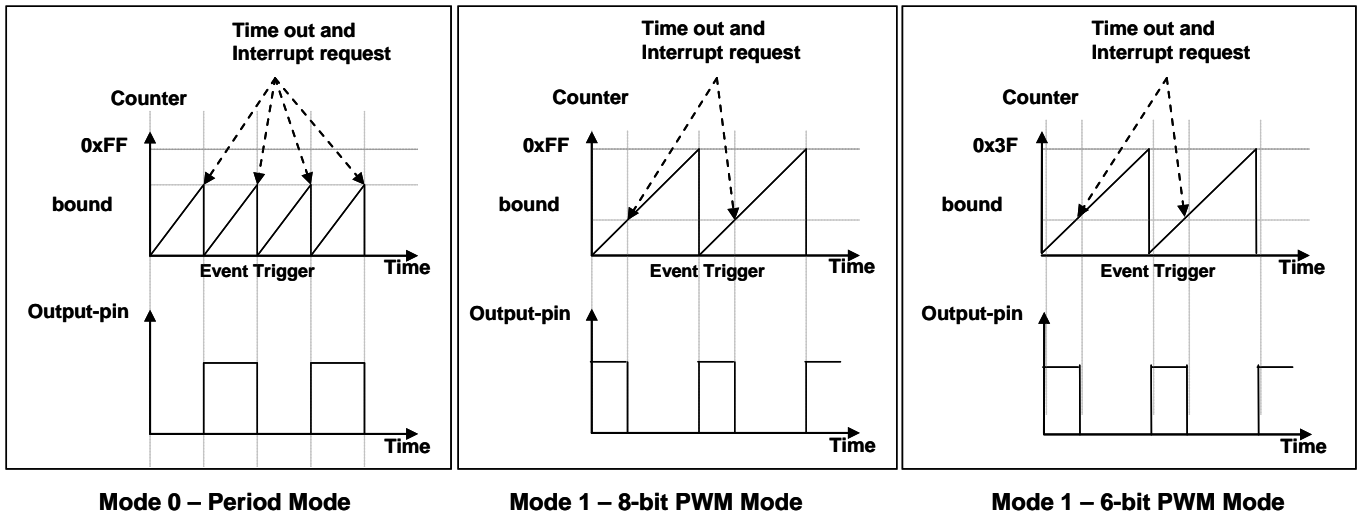 Time out and
Interrupt request
Counter
0xFF
bound
Event Trigger
Time
Output-pin
Time
Mode 0 – Period Mode
Time out and
Interrupt request
Counter
0xFF
bound
Event Trigger
Time
Output-pin
Time
Mode 1 – 8-bit PWM Mode
Time out and
Interrupt request
Counter
0x3F
bound
Event Trigger
Time
Output-pin
Time
Mode 1 – 6-bit PWM Mode